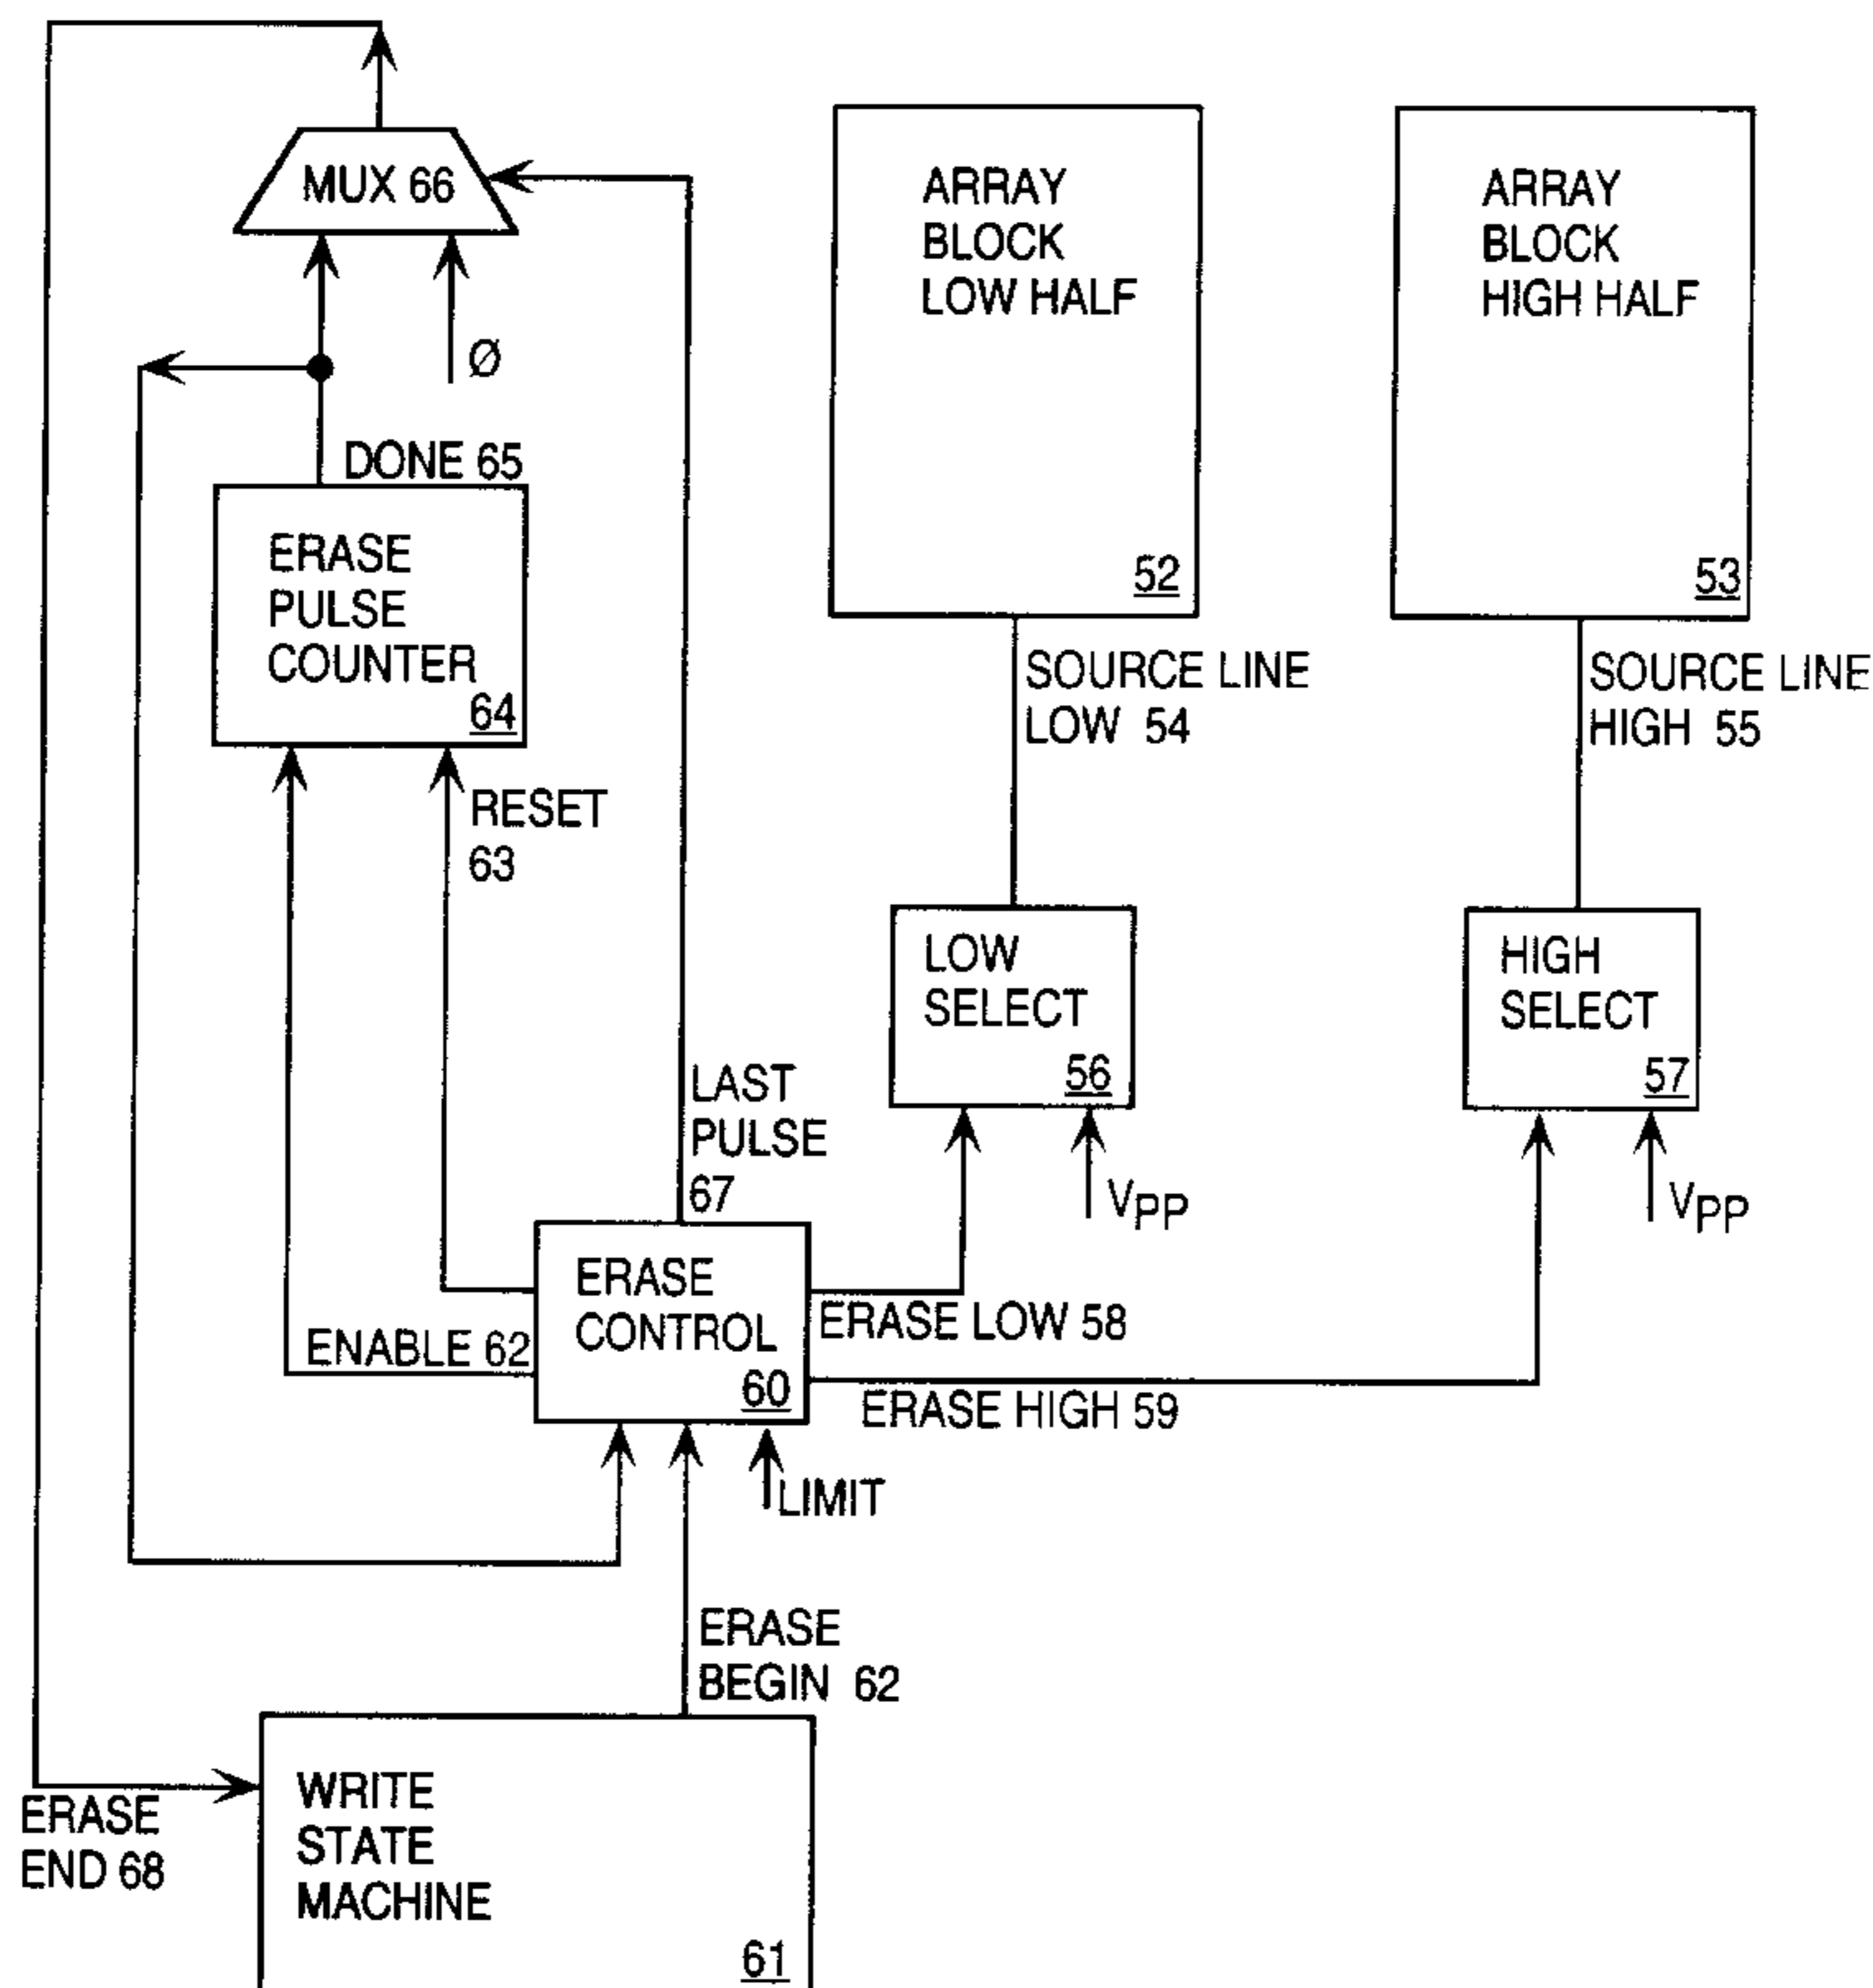 MUX 66
Ø
DONE 65
ERASE
PULSE
COUNTER
64
RESET
63
ARRAY
BLOCK
LOW HALF
52
ARRAY
BLOCK
HIGH HALF
53
SOURCE LINE
LOW 54
SOURCE LINE
HIGH 55
LOW
SELECT
56
HIGH
SELECT
57
VPP
VPP
LAST
PULSE
67
ERASE
CONTROL
60
ENABLE 62
ERASE LOW 58
ERASE HIGH 59
LIMIT
ERASE
BEGIN 62
WRITE
STATE
MACHINE
61
ERASE
END 68